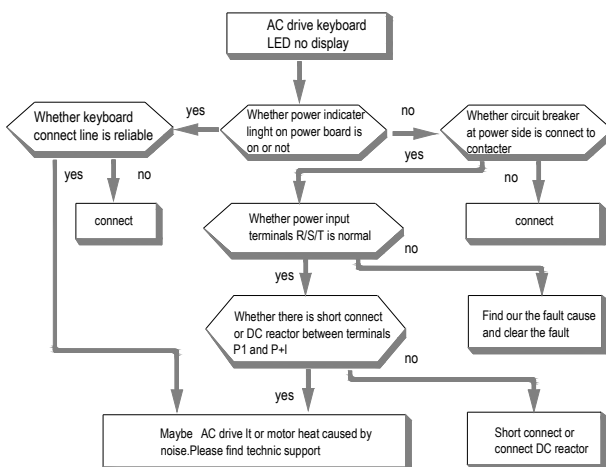 AC drive keyboard
LED no display
Whether keyboard
connect line is reliable
yes
Whether power indicater
linght on power board is
on or not
no
Whether circuit breaker
at power side is connect to
contacter
yes
no
connect
yes
no
connect
Whether power input
terminals R/S/T is normal
yes
no
Find our the fault cause
and clear the fault
Whether there is short connect
or DC reactor between terminals
P1 and P+l
yes
no
Maybe AC drive lt or motor heat caused by
noise.Please find technic support
Short connect or
connect DC reactor